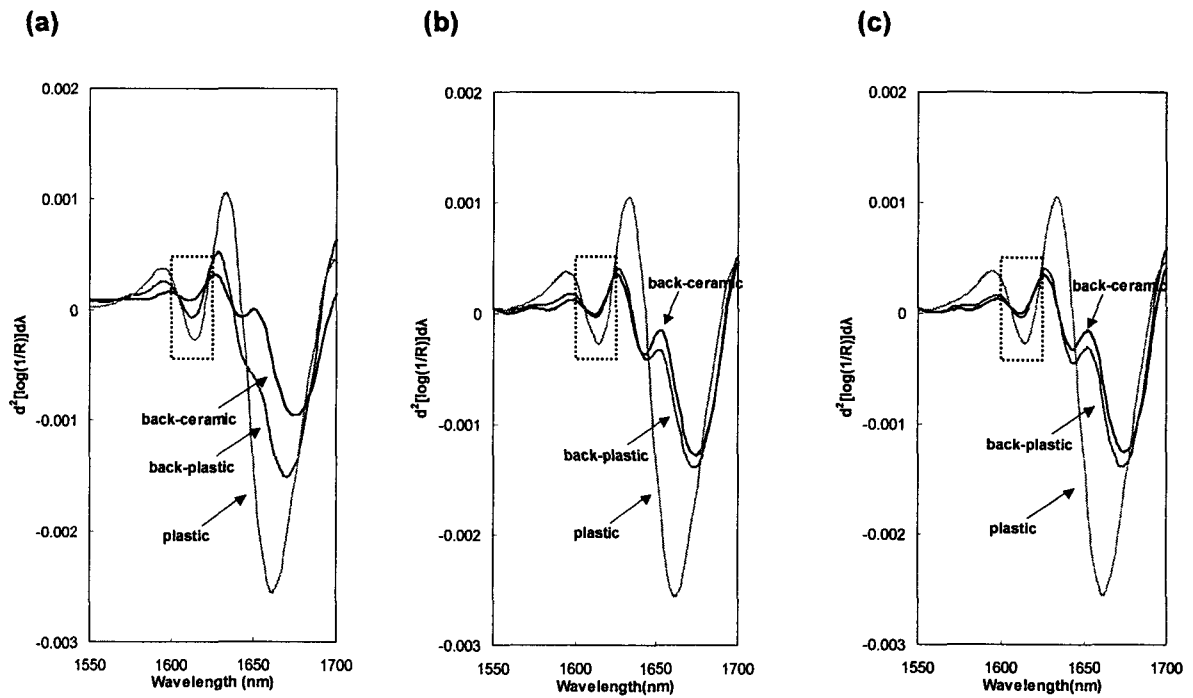 (a)
0.002
0.001
0
-0.001
-0.002
-0.003
d²[log(1/R)]dλ
back-ceramic
back-plastic
plastic
1550 1600 1650 1700
Wavelength (nm)
(b)
0.002
0.001
0
-0.001
-0.002
-0.003
d²[log(1/R)]dλ
back-ceramic
back-plastic
plastic
1550 1600 1650 1700
Wavelength(nm)
(c)
0.002
0.001
0
-0.001
-0.002
-0.003
d²[log(1/R)]dλ
back-ceramic
back-plastic
plastic
1550 1600 1650 1700
Wavelength(nm)